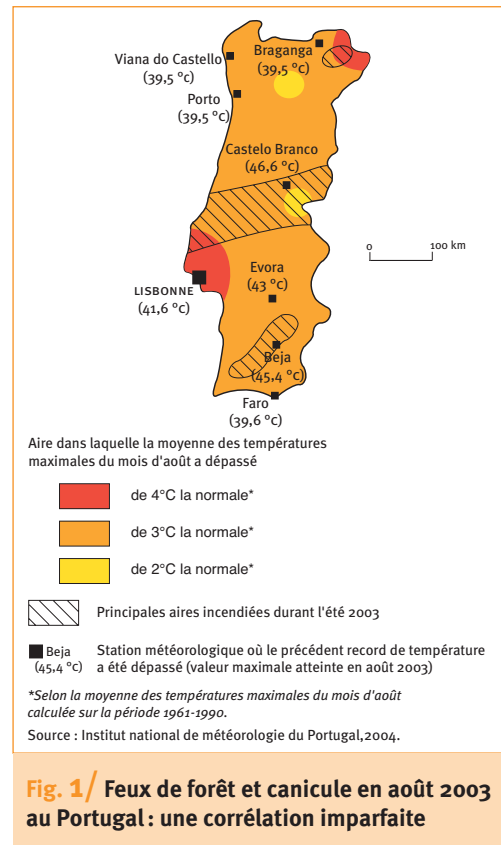 Viana do Castello
(39,5 °c)
Braganga
(39,5 °c)
Porto
(39,5 °c)
Castelo Branco
(46,6 °c)
0 100 km
Evora
(43 °c)
LISBONNE
(41,6 °c)
Beja
(45,4 °c)
Faro
(39,6 °c)
Aire dans laquelle la moyenne des températures
maximales du mois d'août a dépassé
de 4°C la normale*
de 3°C la normale*
de 2°C la normale*
Principales aires incendiées durant l'été 2003
Beja
(45,4 °c)
Station météorologique où le précédent record de température
a été dépassé (valeur maximale atteinte en août 2003)
*Selon la moyenne des températures maximales du mois d'août
calculée sur la période 1961-1990.
Source : Institut national de météorologie du Portugal,2004.
Fig. 1/ Feux de forêt et canicule en août 2003
au Portugal : une corrélation imparfaite